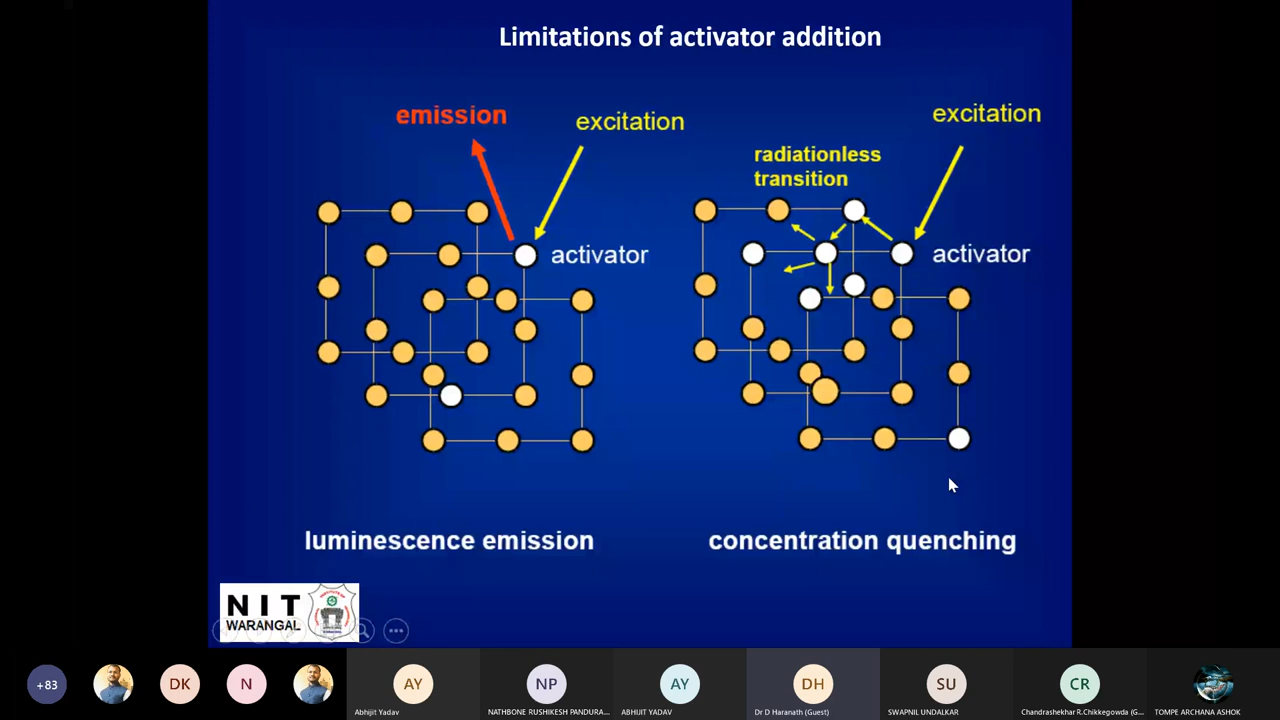 Limitations of activator addition
emission
excitation
activator
radiationless
transition
excitation
activator
luminescence emission
concentration quenching
NIT
WARANGAL
+83
DK
N
AY
NP
AY
DH
SU
CR
Abhijit Yadav
NATHBONE RUSHIKESH PANDURA...
ABHIJIT YADAV
Dr D Haranath (Guest)
SWAPNIL UNDALKAR
Chandrashekhar R.Chikkegowda (G...
TOMPE ARCHANA ASHOK